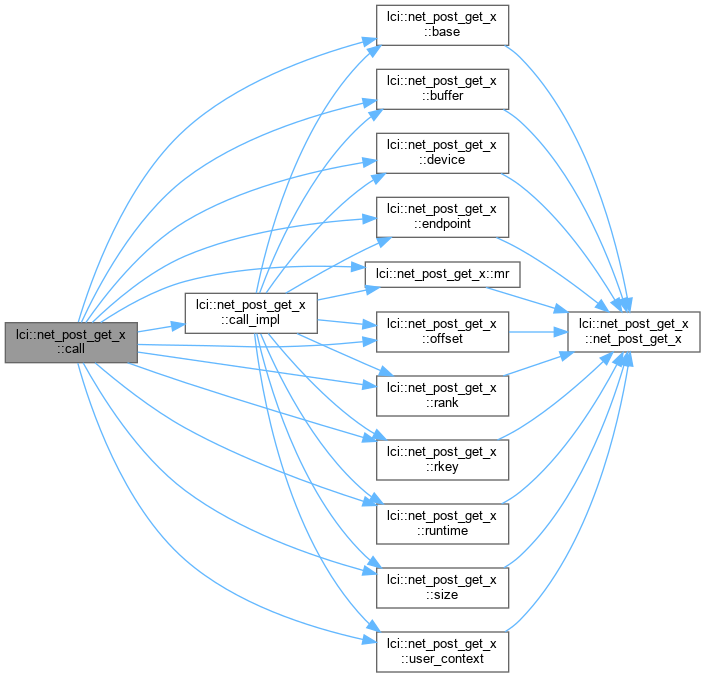 lci::net_post_get_x
::call
lci::net_post_get_x
::call_impl
lci::net_post_get_x
::base
lci::net_post_get_x
::buffer
lci::net_post_get_x
::device
lci::net_post_get_x
::endpoint
lci::net_post_get_x::mr
lci::net_post_get_x
::offset
lci::net_post_get_x
::rank
lci::net_post_get_x
::rkey
lci::net_post_get_x
::runtime
lci::net_post_get_x
::size
lci::net_post_get_x
::user_context
lci::net_post_get_x
::net_post_get_x